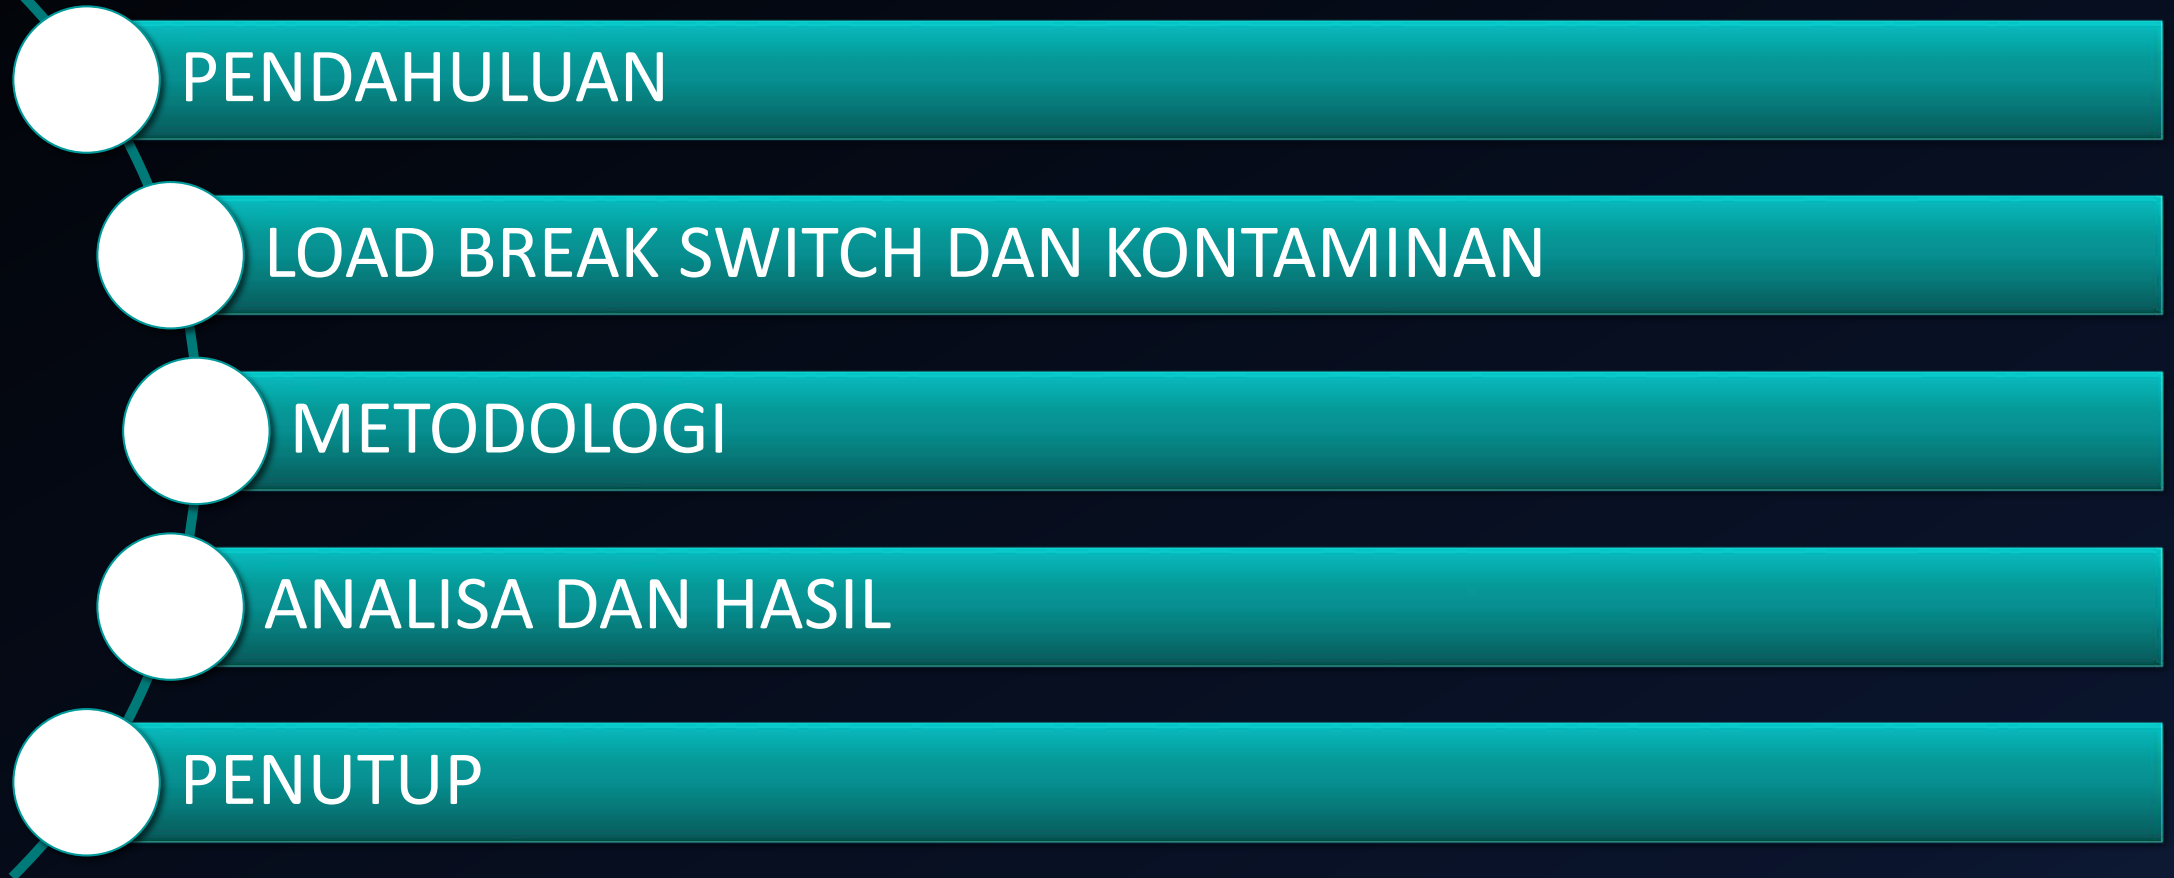 PENDAHULUAN
LOAD BREAK SWITCH DAN KONTAMINAN
METODOLOGI
ANALISA DAN HASIL
PENUTUP